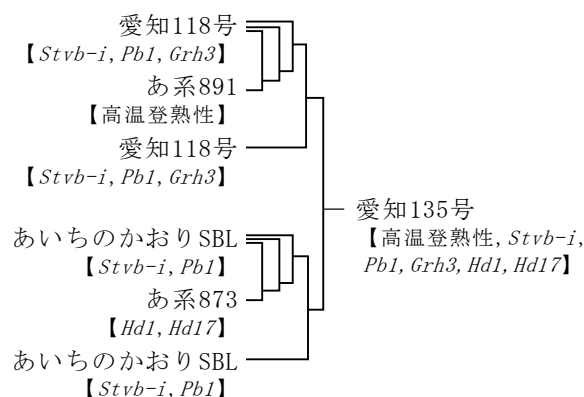 愛知118号
【Stvb-i, Pb1, Grh3】
あ系891
【高温登熟性】
愛知118号
【Stvb-i, Pb1, Grh3】
あいちのかおりSBL
【Stvb-i, Pb1】
あ系873
【Hd1, Hd17】
あいちのかおりSBL
【Stvb-i, Pb1】
愛知135号
【高温登熟性, Stvb-i,
Pb1, Grh3, Hd1, Hd17】